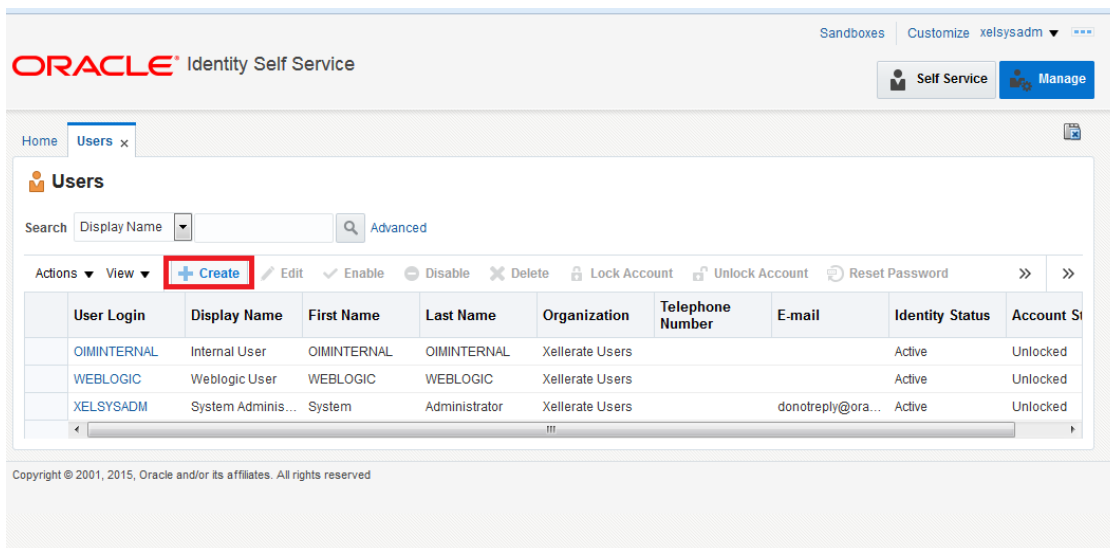 Sandboxes Customize xelsysadm
ORACLE Identity Self Service
Self Service Manage
Home Users x
Users
Search Display Name Advanced
Actions View Create Edit Enable Disable Delete Lock Account Unlock Account Reset Password
User Login Display Name First Name Last Name Organization Telephone Number E-mail Identity Status Account St
OIMINTERNAL Internal User OIMINTERNAL OIMINTERNAL Xellerate Users Active Unlocked
WEBLOGIC Weblogic User WEBLOGIC WEBLOGIC Xellerate Users Active Unlocked
XELSYSADM System Adminis... System Administrator Xellerate Users donotreply@ora... Active Unlocked
Copyright © 2001, 2015, Oracle and/or its affiliates. All rights reserved